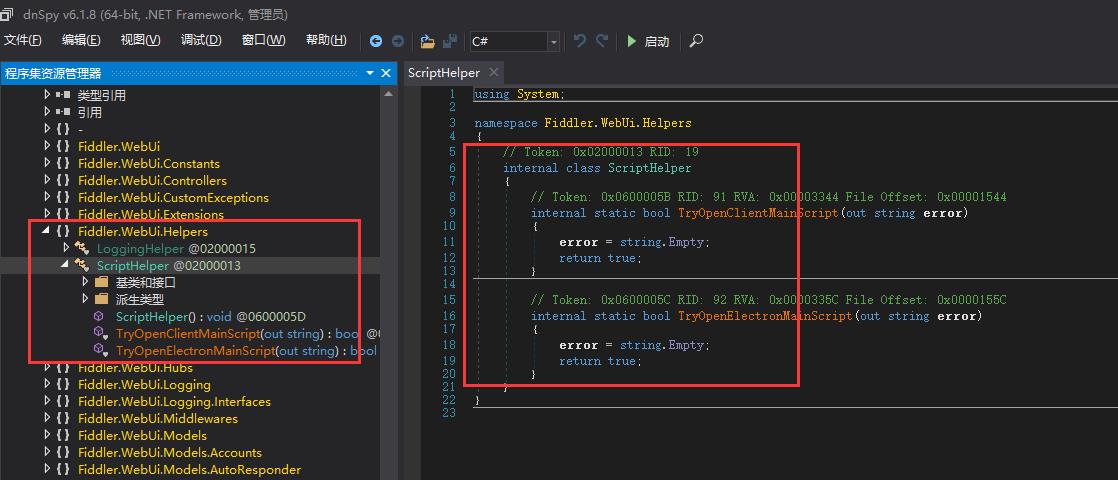 dnSpy v6.1.8 (64-bit, .NET Framework, 管理员)
文件(F) 编辑(E) 视图(V) 调试(D) 窗口(W) 帮助(H) C# 启动
程序集资源管理器
类型引用
引用
{ } -
{ } Fiddler.WebUi
{ } Fiddler.WebUi.Constants
{ } Fiddler.WebUi.Controllers
{ } Fiddler.WebUi.CustomExceptions
{ } Fiddler.WebUi.Extensions
{ } Fiddler.WebUi.Helpers
LoggingHelper @02000015
ScriptHelper @02000013
基类和接口
派生类型
ScriptHelper() : void @0600005D
TryOpenClientMainScript(out string) : bool @0
TryOpenElectronMainScript(out string) : bool
{ } Fiddler.WebUi.Hubs
{ } Fiddler.WebUi.Logging
{ } Fiddler.WebUi.Logging.Interfaces
{ } Fiddler.WebUi.Middlewares
{ } Fiddler.WebUi.Models
{ } Fiddler.WebUi.Models.Accounts
{ } Fiddler.WebUi.Models.AutoResponder
ScriptHelper
1 using System;
2
3 namespace Fiddler.WebUi.Helpers
4 {
5 // Token: 0x02000013 RID: 19
6 internal class ScriptHelper
7 {
8 // Token: 0x0600005B RID: 91 RVA: 0x00003344 File Offset: 0x00001544
9 internal static bool TryOpenClientMainScript(out string error)
10 {
11 error = string.Empty;
12 return true;
13 }
14
15 // Token: 0x0600005C RID: 92 RVA: 0x0000335C File Offset: 0x0000155C
16 internal static bool TryOpenElectronMainScript(out string error)
17 {
18 error = string.Empty;
19 return true;
20 }
21 }
22 }
23